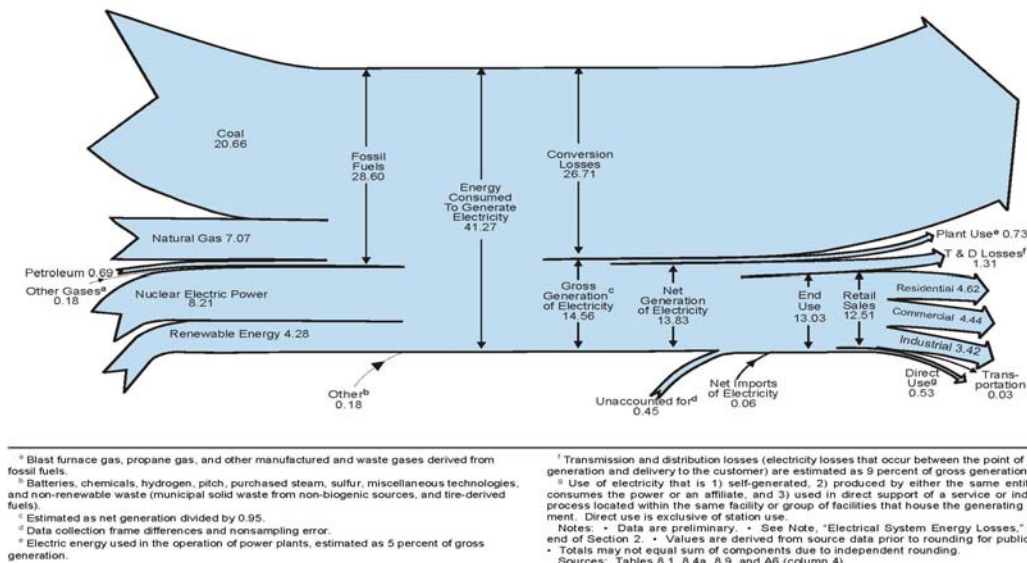 Coal
20.66
Natural Gas 7.07
Petroleum 0.69
Other Gasesᵃ
0.18
Nuclear Electric Power
8.21
Renewable Energy 4.28
Fossil
Fuels
28.60
Energy
Consumed
To Generate
Electricity
41.27
Otherᵇ
0.18
Conversion
Losses
26.71
Gross
Generationᶜ
of Electricity
14.56
Net
Generation
of Electricity
13.83
Unaccounted forᵈ
0.45
Net Imports
of Electricity
0.06
End
Use
13.03
Retail
Sales
12.51
Plant Useᵉ 0.73
T & D Lossesᶠ
1.31
Residential 4.62
Commercial 4.44
Industrial 3.42
Trans-
portation
0.03
Direct
Useᵍ
0.53
ᵃ Blast furnace gas, propane gas, and other manufactured and waste gases derived from
fossil fuels.
ᵇ Batteries, chemicals, hydrogen, pitch, purchased steam, sulfur, miscellaneous technologies,
and non-renewable waste (municipal solid waste from non-biogenic sources, and tire-derived
fuels).
ᶜ Estimated as net generation divided by 0.95.
ᵈ Data collection frame differences and nonsampling error.
ᵉ Electric energy used in the operation of power plants, estimated as 5 percent of gross
generation.
ᶠ Transmission and distribution losses (electricity losses that occur between the point of
generation and delivery to the customer) are estimated as 9 percent of gross generation
ᵍ Use of electricity that is 1) self-generated, 2) produced by either the same entit
consumes the power or an affiliate, and 3) used in direct support of a service or ind
process located within the same facility or group of facilities that house the generating
ment. Direct use is exclusive of station use.
Notes: • Data are preliminary. • See Note, "Electrical System Energy Losses,"
end of Section 2. • Values are derived from source data prior to rounding for public
• Totals may not equal sum of components due to independent rounding.
Sources: Tables 8.1, 8.4a, 8.9, and A6 (column 4)